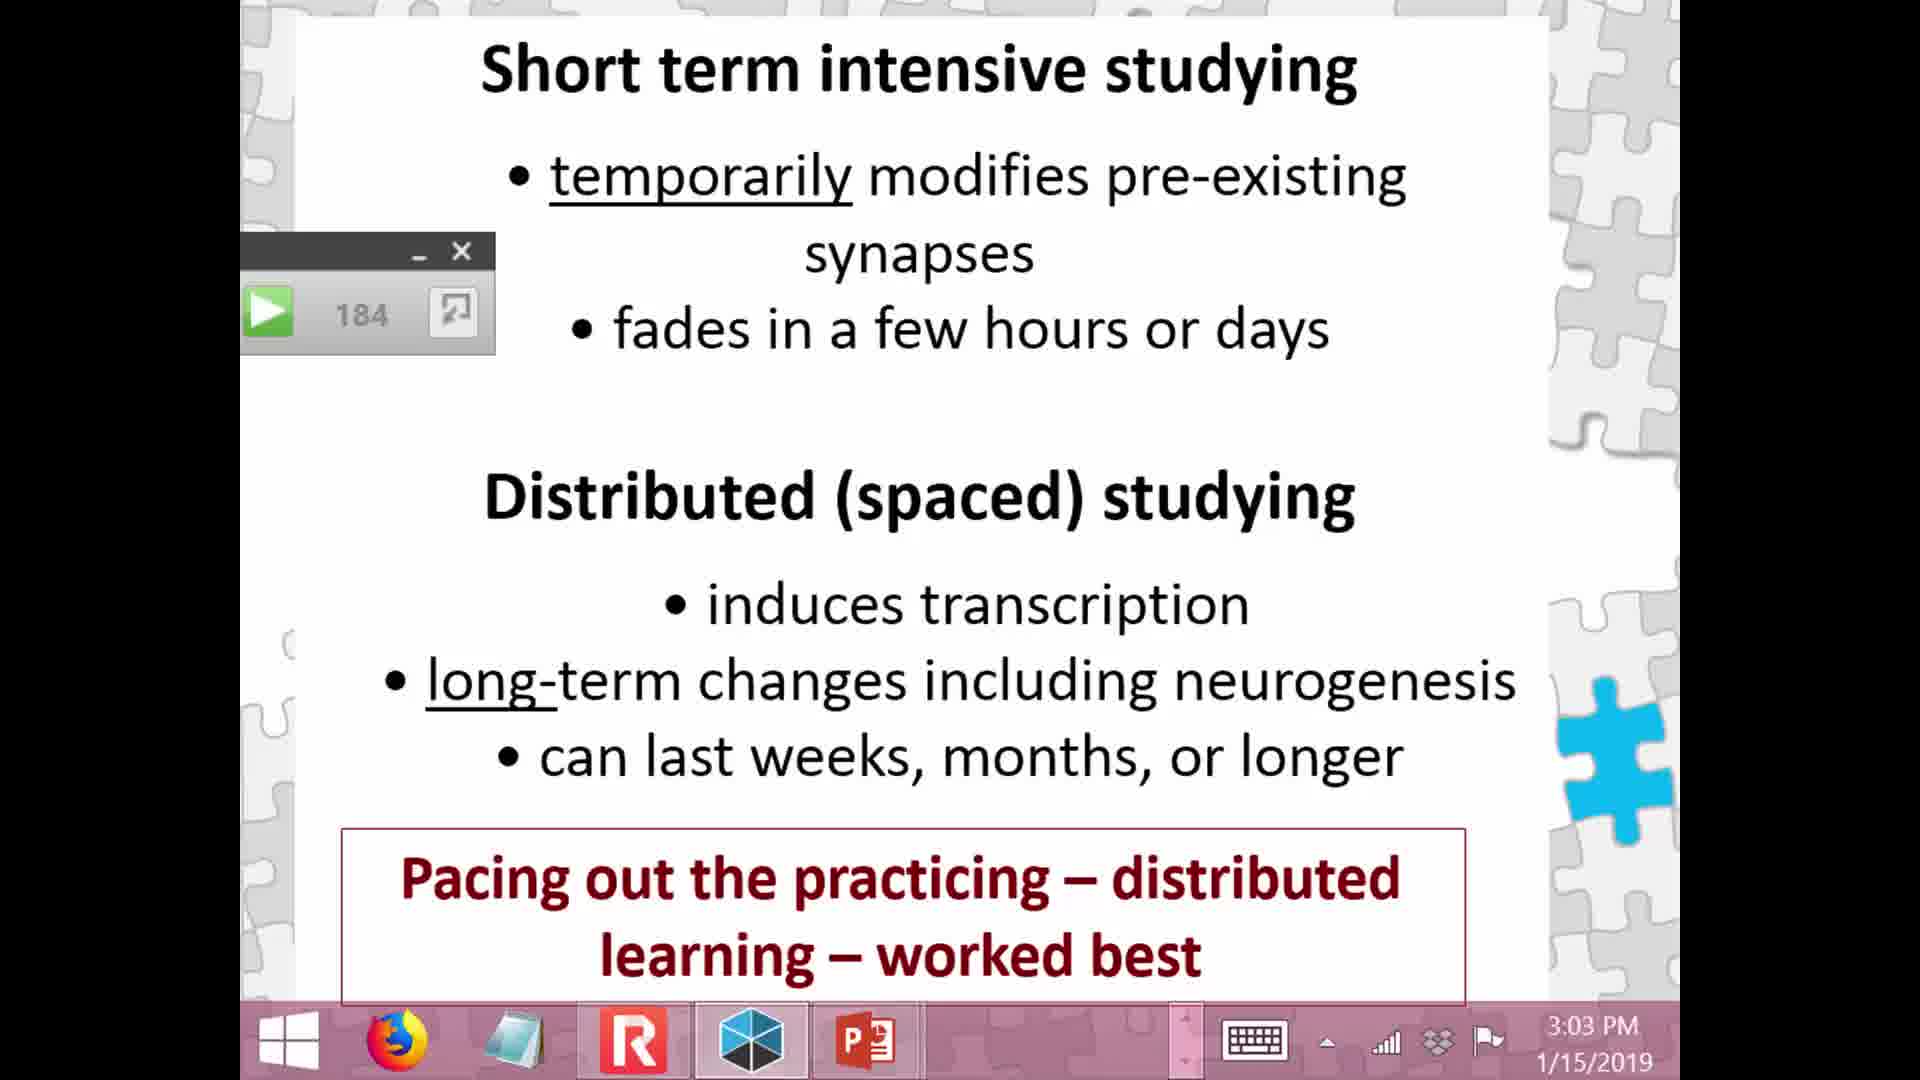 Short term intensive studying
• temporarily modifies pre-existing
synapses
184
• fades in a few hours or days
Distributed (spaced) studying
• induces transcription
• long-term changes including neurogenesis
• can last weeks, months, or longer
Pacing out the practicing – distributed
learning – worked best
3:03 PM
1/15/2019